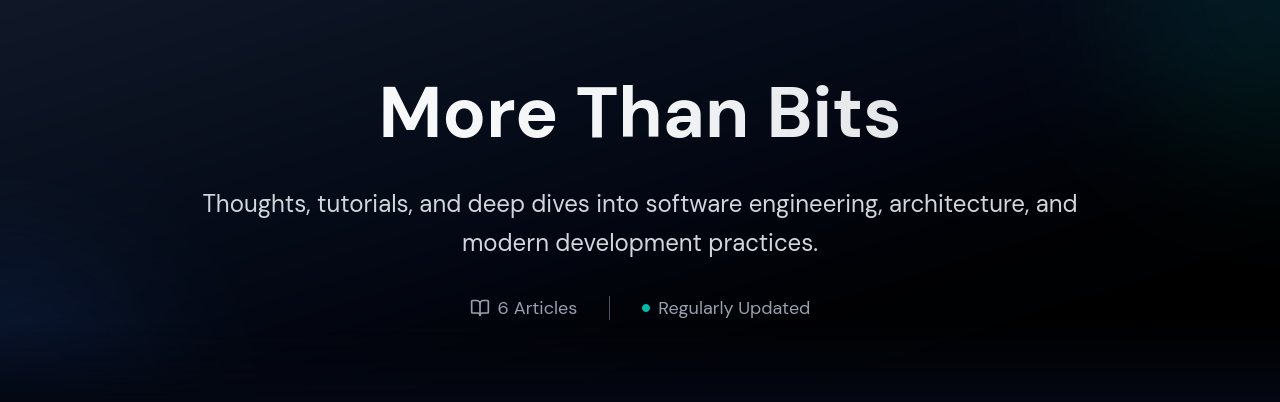 More Than Bits
Thoughts, tutorials, and deep dives into software engineering, architecture, and
modern development practices.
6 Articles
Regularly Updated